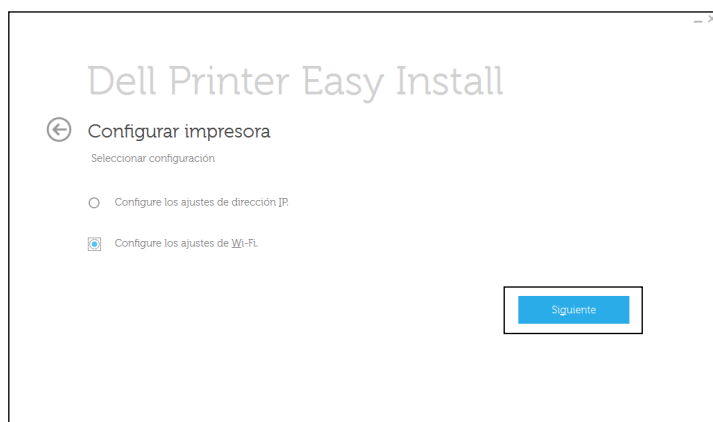 Dell Printer Easy Install
Configurar impresora
Seleccionar configuración
Configure los ajustes de dirección IP.
Configure los ajustes de Wi-Fi.
Siguiente